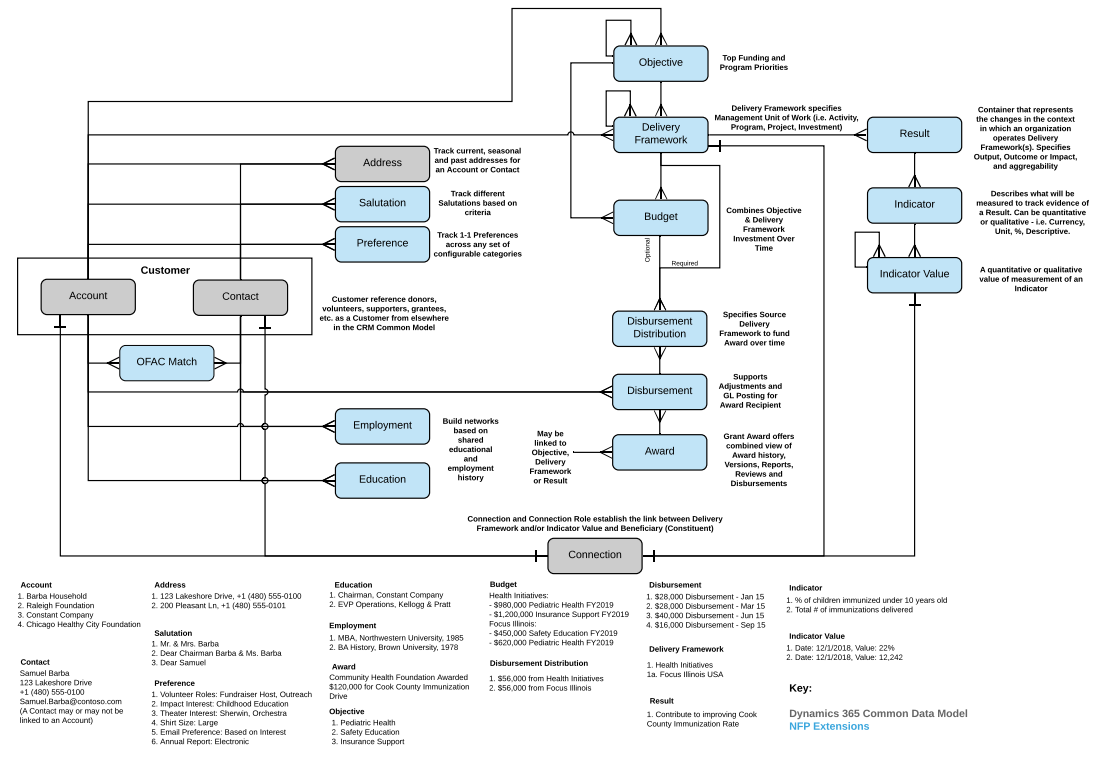 Objective
Top Funding and
Program Priorities
Delivery
Framework
Delivery Framework specifies
Management Unit of Work (i.e. Activity,
Program, Project, Investment)
Result
Container that represents
the changes in the context
in which an organization
operates Delivery
Framework(s). Specifies
Output, Outcome or Impact,
and aggregability
Address
Track current, seasonal
and past addresses for
an Account or Contact
Salutation
Track different
Salutations based on
criteria
Preference
Track 1-1 Preferences
across any set of
configurable categories
Budget
Combines Objective
& Delivery
Framework
Investment Over
Time
Optional
Required
Indicator
Describes what will be
measured to track evidence of
a Result. Can be quantitative
or qualitative - i.e. Currency,
Unit, %, Descriptive.
Indicator Value
A quantitative or qualitative
value of measurement of an
Indicator
Customer
Account
Contact
Customer reference donors,
volunteers, supporters, grantees,
etc. as a Customer from elsewhere
in the CRM Common Model
OFAC Match
Disbursement
Distribution
Specifies Source
Delivery
Framework to fund
Award over time
Disbursement
Supports
Adjustments and
GL Posting for
Award Recipient
Employment
Education
Build networks
based on
shared
educational
and
employment
history
May be
linked to
Objective,
Delivery
Framework
or Result
Award
Grant Award offers
combined view of
Award history,
Versions, Reports,
Reviews and
Disbursements
Connection and Connection Role establish the link between Delivery
Framework and/or Indicator Value and Beneficiary (Constituent)
Connection
Account
1. Barba Household
2. Raleigh Foundation
3. Constant Company
4. Chicago Healthy City Foundation
Contact
Samuel Barba
123 Lakeshore Drive
+1 (480) 555-0100
Samuel.Barba@contoso.com
(A Contact may or may not be
linked to an Account)
Address
1. 123 Lakeshore Drive, +1 (480) 555-0100
2. 200 Pleasant Ln, +1 (480) 555-0101
Salutation
1. Mr. & Mrs. Barba
2. Dear Chairman Barba & Ms. Barba
3. Dear Samuel
Preference
1. Volunteer Roles: Fundraiser Host, Outreach
2. Impact Interest: Childhood Education
3. Theater Interest: Sherwin, Orchestra
4. Shirt Size: Large
5. Email Preference: Based on Interest
6. Annual Report: Electronic
Education
1. Chairman, Constant Company
2. EVP Operations, Kellogg & Pratt
Employment
1. MBA, Northwestern University, 1985
2. BA History, Brown University, 1978
Award
Community Health Foundation Awarded
$120,000 for Cook County Immunization
Drive
Objective
1. Pediatric Health
2. Safety Education
3. Insurance Support
Budget
Health Initiatives:
- $980,000 Pediatric Health FY2019
- $1,200,000 Insurance Support FY2019
Focus Illinois:
- $450,000 Safety Education FY2019
- $620,000 Pediatric Health FY2019
Disbursement Distribution
1. $56,000 from Health Initiatives
2. $56,000 from Focus Illinois
Disbursement
1. $28,000 Disbursement - Jan 15
2. $28,000 Disbursement - Mar 15
3. $40,000 Disbursement - Jun 15
4. $16,000 Disbursement - Sep 15
Delivery Framework
1. Health Initiatives
1a. Focus Illinois USA
Result
1. Contribute to improving Cook
County Immunization Rate
Indicator
1. % of children immunized under 10 years old
2. Total # of immunizations delivered
Indicator Value
1. Date: 12/1/2018, Value: 22%
2. Date: 12/1/2018, Value: 12,242
Key:
Dynamics 365 Common Data Model
NFP Extensions